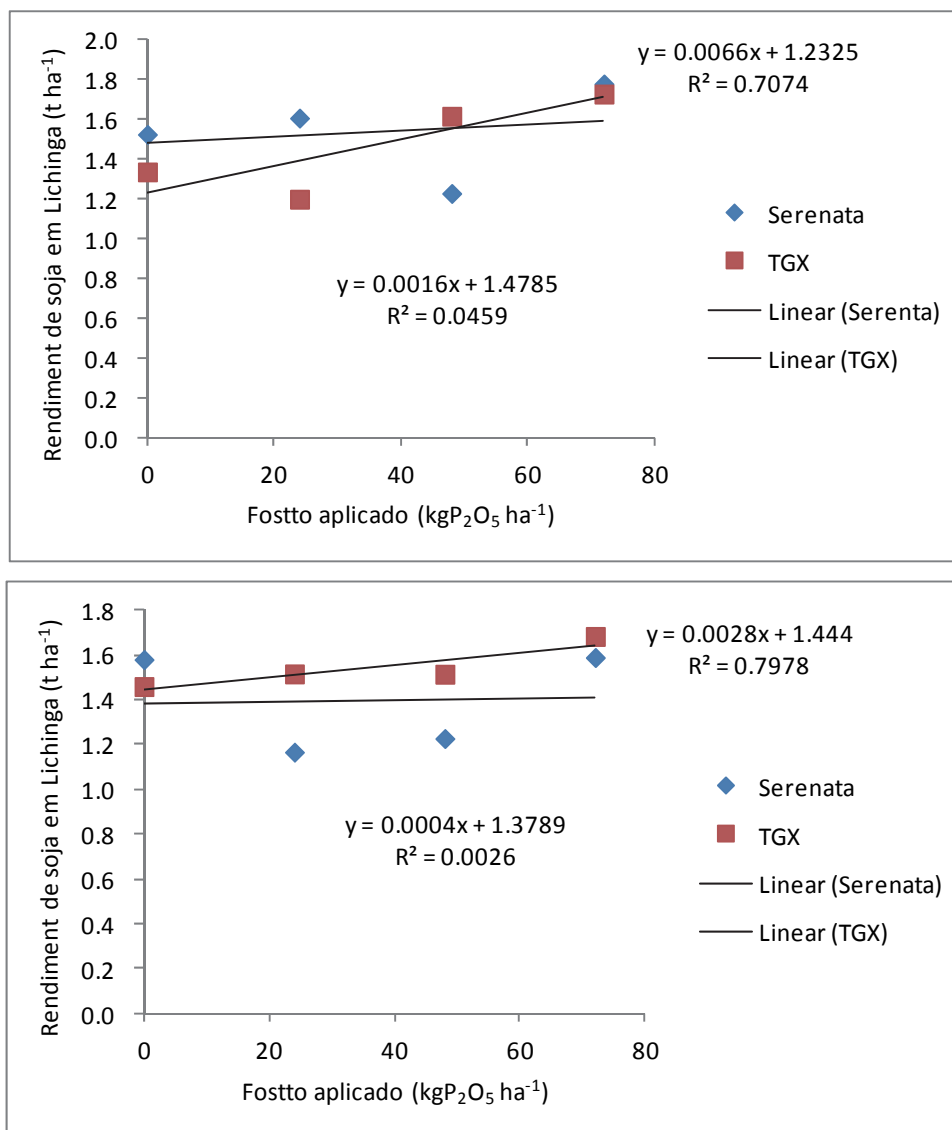 2.0
1.8
1.6
1.4
1.2
1.0
0.8
0.6
0.4
0.2
0.0
0
20
40
60
80
Rendiment de soja em Lichinga (t ha⁻¹)
Fostto aplicado (kgP₂O₅ ha⁻¹)
y = 0.0066x + 1.2325
R² = 0.7074
y = 0.0016x + 1.4785
R² = 0.0459
Serenata
TGX
Linear (Serenta)
Linear (TGX)
1.8
1.6
1.4
1.2
1.0
0.8
0.6
0.4
0.2
0.0
0
20
40
60
80
Rendiment de soja em Lichinga (t ha⁻¹)
Fostto aplicado (kgP₂O₅ ha⁻¹)
y = 0.0028x + 1.444
R² = 0.7978
y = 0.0004x + 1.3789
R² = 0.0026
Serenata
TGX
Linear (Serenata)
Linear (TGX)